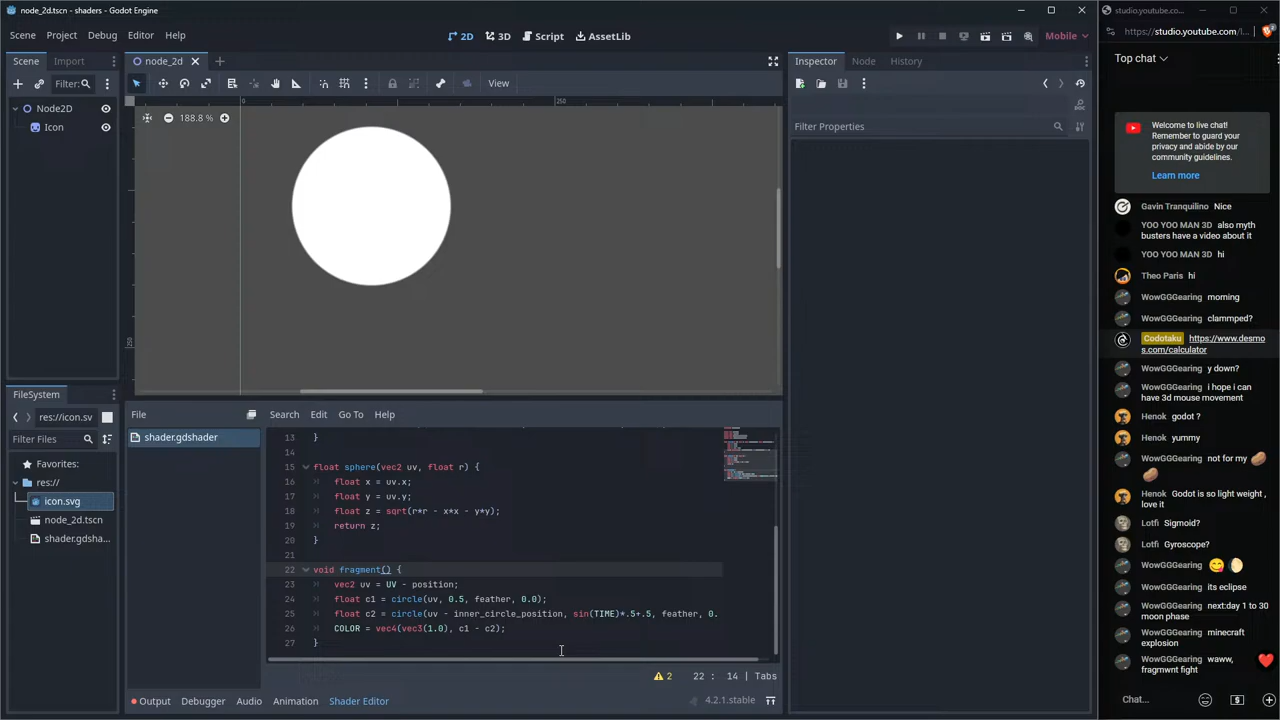 node_2d.tscn - shaders - Godot Engine
studio.youtube.co...
Scene Project Debug Editor Help
2D 3D Script AssetLib
Mobile
https://studio.youtube.com/l...
Top chat
Scene Import
node_2d
Inspector Node History
Filter:
View
0 250
Node2D
Icon
188.8 %
Filter Properties
250
Welcome to live chat!
Remember to guard your
privacy and abide by our
community guidelines.
Learn more
Gavin Tranquilino Nice
YOO YOO MAN 3D also myth
busters have a video about it
YOO YOO MAN 3D hi
Theo Paris hi
WowGGGearing morning
WowGGGearing clammped?
Codotaku https://www.desmo
s.com/calculator
WowGGGearing y down?
WowGGGearing i hope i can
have 3d mouse movement
Henok godot ?
Henok yummy
WowGGGearing not for my
Henok Godot is so light weight ,
love it
Lotfi Sigmoid?
Lotfi Gyroscope?
WowGGGearing
WowGGGearing its eclipse
WowGGGearing next:day 1 to 30
moon phase
WowGGGearing minecraft
explosion
WowGGGearing waww,
fragmwnt fight
Chat...
FileSystem
res://icon.sv
Filter Files
Favorites:
res://
icon.svg
node_2d.tscn
shader.gdsha...
File
shader.gdshader
Search Edit Go To Help
13 }
14
15 float sphere(vec2 uv, float r) {
16 float x = uv.x;
17 float y = uv.y;
18 float z = sqrt(r*r - x*x - y*y);
19 return z;
20 }
21
22 void fragment() {
23 vec2 uv = UV - position;
24 float c1 = circle(uv, 0.5, feather, 0.0);
25 float c2 = circle(uv - inner_circle_position, sin(TIME)*.5+.5, feather, 0.
26 COLOR = vec4(vec3(1.0), c1 - c2);
27 }
2 22 : 14 | Tabs
Output Debugger Audio Animation Shader Editor
4.2.1.stable